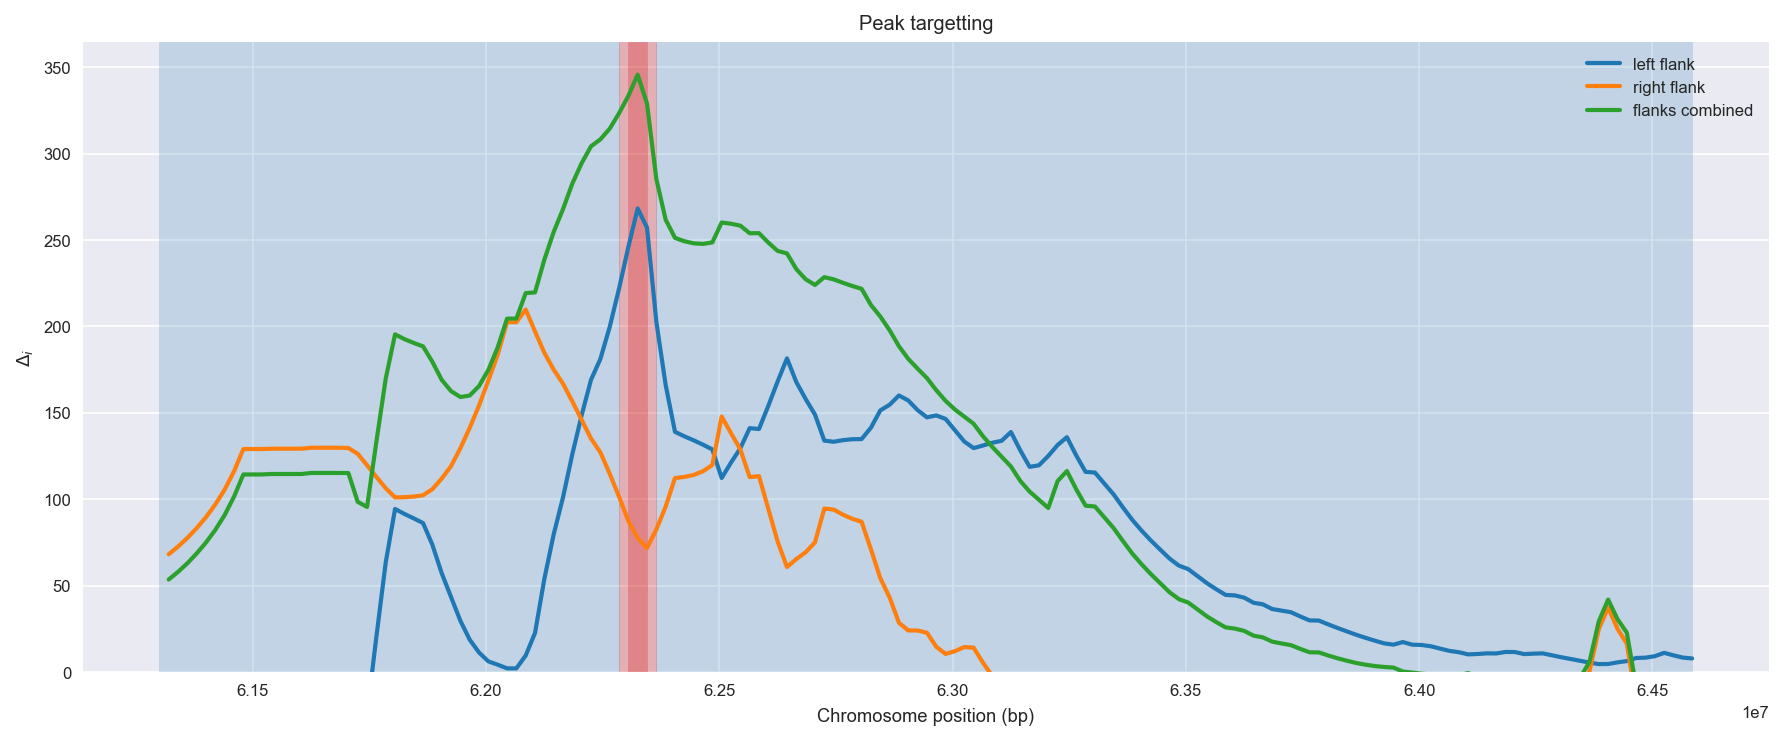 Peak targetting
350
300
250
200
150
100
50
0
Δi
left flank
right flank
flanks combined
6.15
6.20
6.25
6.30
6.35
6.40
6.45
1e7
Chromosome position (bp)